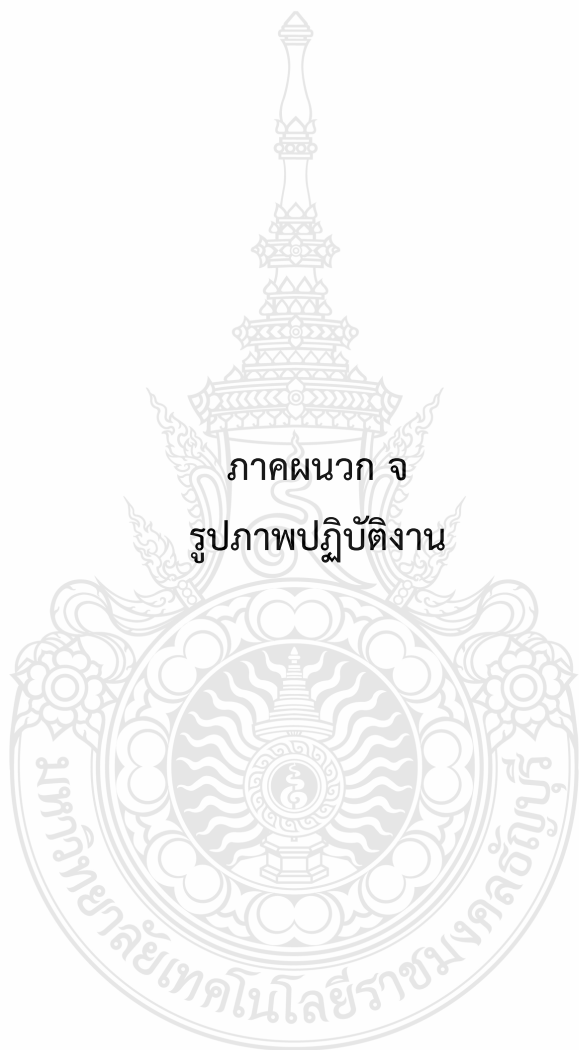 ภาคผนวก จ
รูปภาพปฏิบัติงาน
มหาวิทยาลัยเทคโนโลยีราชมงคลธัญบุรี